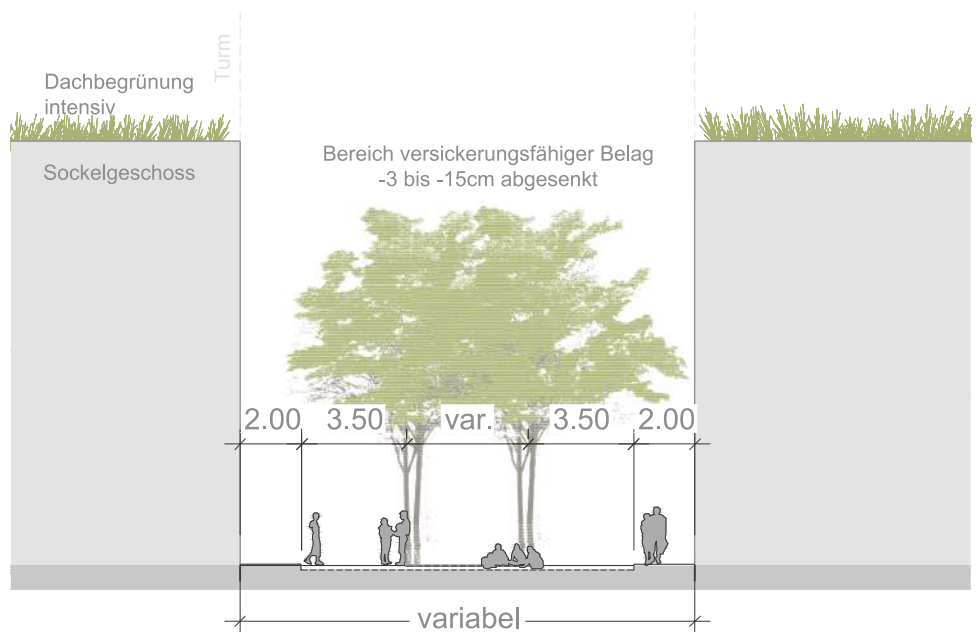 Turm
Dachbegrünung
intensiv
Sockelgeschoss
Bereich versickerungsfähiger Belag
-3 bis -15cm abgesenkt
2.00 3.50 var. 3.50 2.00
variabel